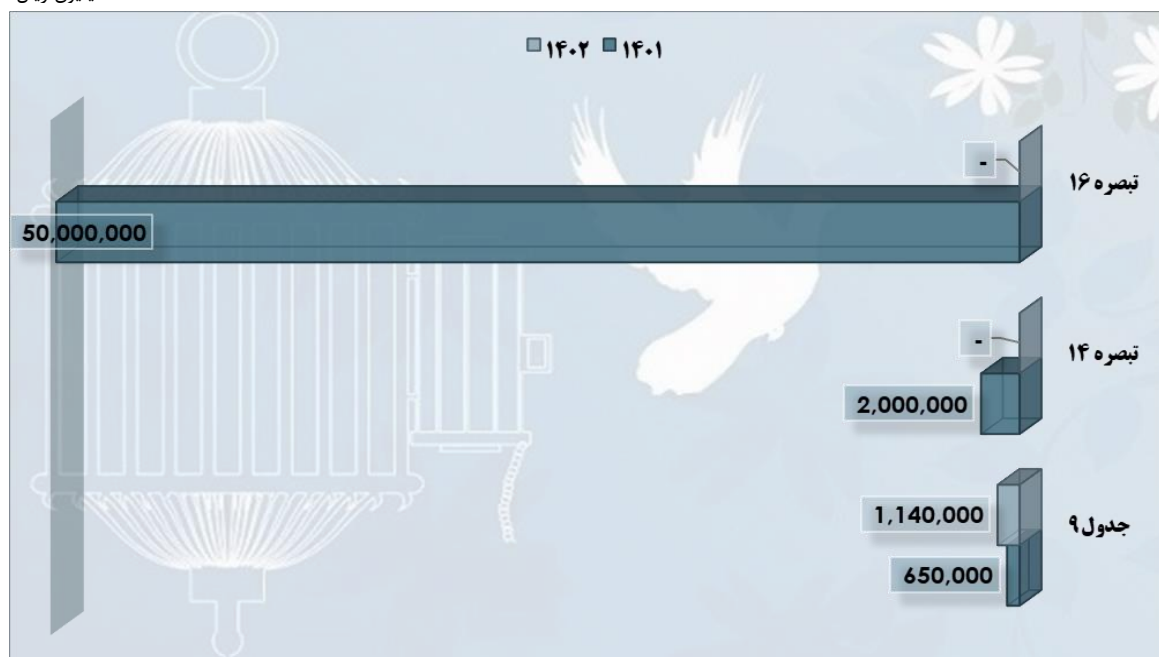 ۱۴۰۱ ۱۴۰۲
-
تبصره ۱۶
50,000,000
-
تبصره ۱۴
2,000,000
1,140,000
جدول ۹
650,000